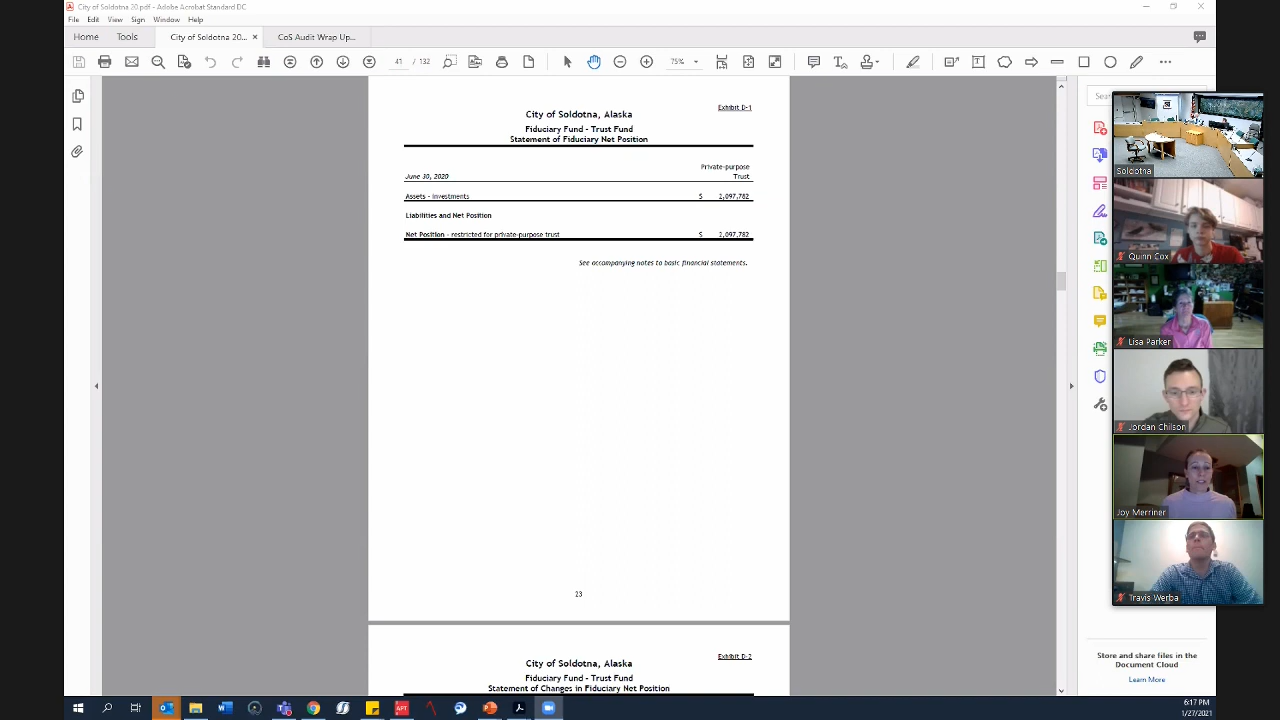 City of Soldotna 20.pdf - Adobe Acrobat Standard DC
File Edit View Sign Window Help
Home Tools City of Soldotna 20... × CoS Audit Wrap Up...
41 / 132 75%
Exhibit D-1
City of Soldotna, Alaska
Fiduciary Fund - Trust Fund
Statement of Fiduciary Net Position
Private-purpose
June 30, 2020 Trust
Assets - investments $ 2,097,782
Liabilities and Net Position
Net Position - restricted for private-purpose trust $ 2,097,782
See accompanying notes to basic financial statements.
23
Exhibit D-2
City of Soldotna, Alaska
Fiduciary Fund - Trust Fund
Statement of Changes in Fiduciary Net Position
Sea
Soldotna
Quinn Cox
Lisa Parker
Jordan Chilson
Joy Merriner
Travis Werba
Store and share files in the
Document Cloud
Learn More
6:17 PM
1/27/2021